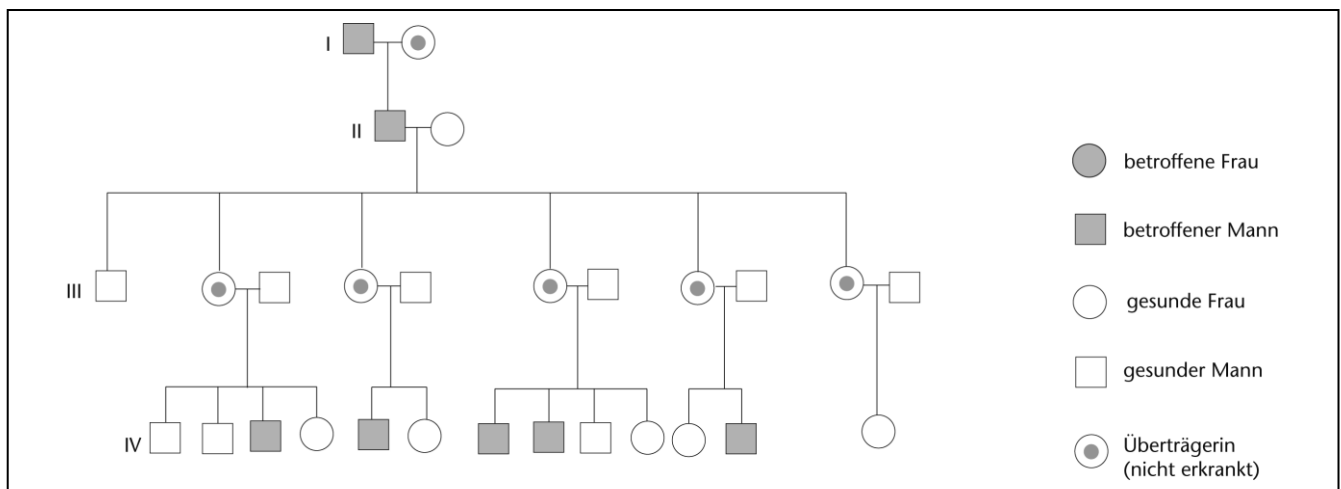 I
II
betroffene Frau
betroffener Mann
III
gesunde Frau
gesunder Mann
IV
Überträgerin
(nicht erkrankt)